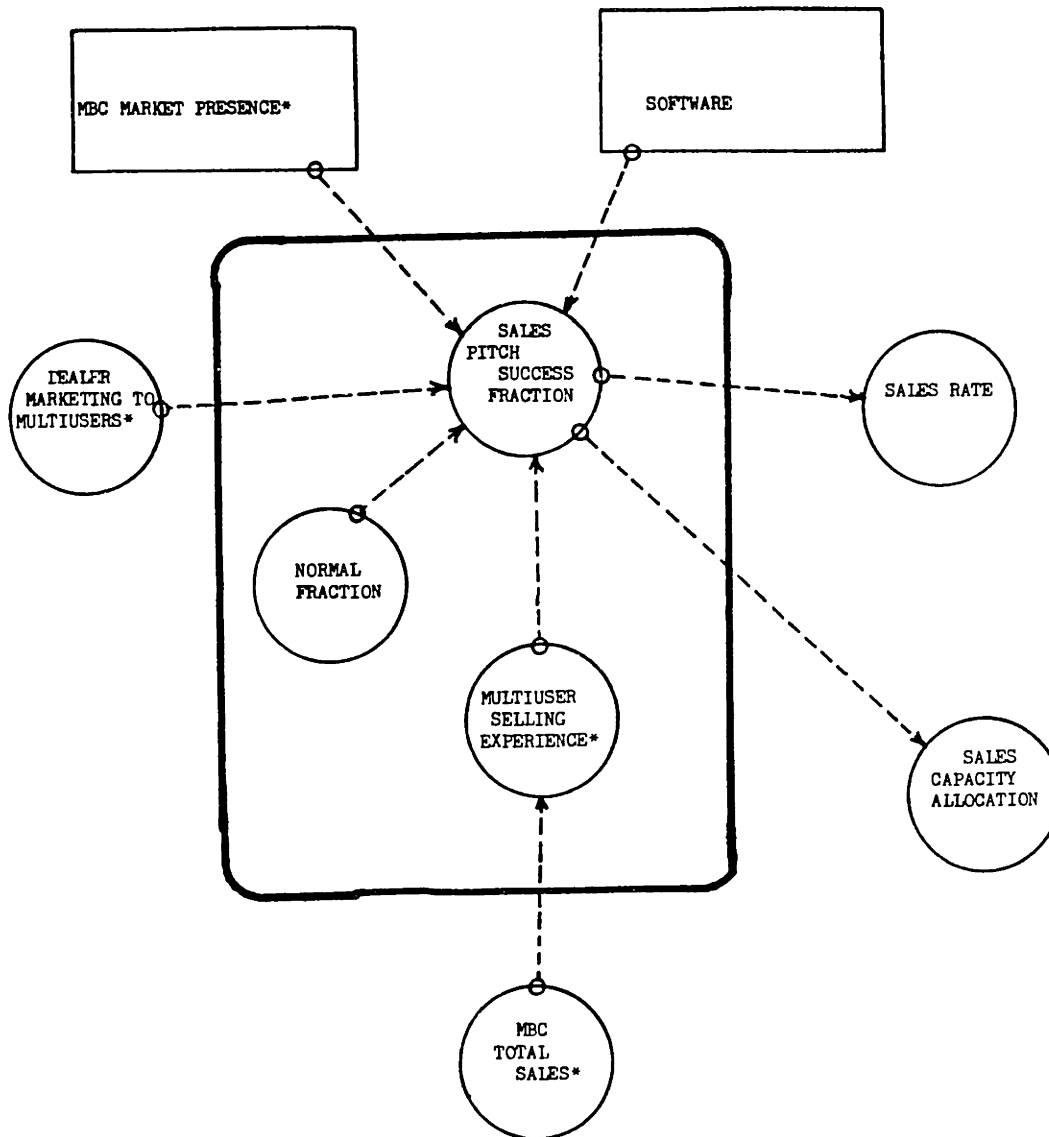 MBC MARKET PRESENCE*
SOFTWARE
SALES
PITCH
SUCCESS
FRACTION
DEALER
MARKETING TO
MULTIUSERS*
SALES RATE
NORMAL
FRACTION
MULTIUSER
SELLING
EXPERIENCE*
SALES
CAPACITY
ALLOCATION
MBC
TOTAL
SALES*